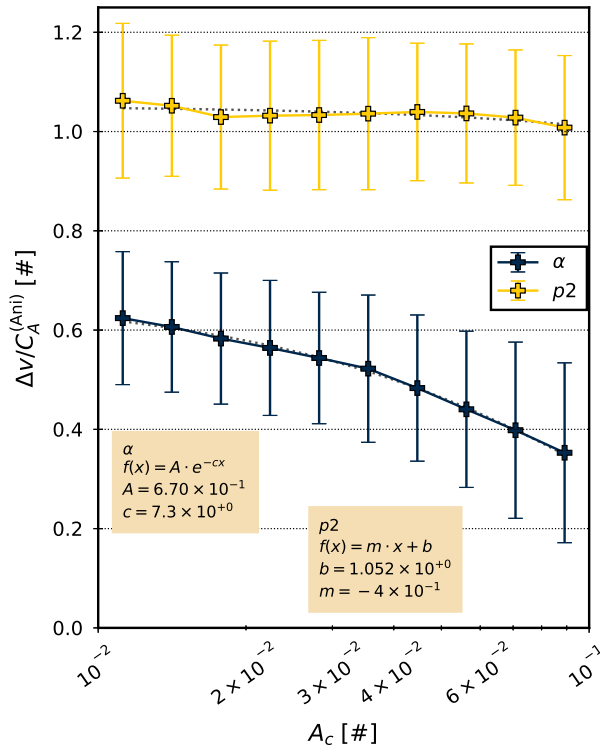 1.2
1.0
0.8
0.6
0.4
0.2
0.0
Δv/C_A^(Ani) [#]
α
p2
α
f(x) = A · e^{−cx}
A = 6.70 × 10^{−1}
c = 7.3 × 10^{+0}
p2
f(x) = m · x + b
b = 1.052 × 10^{+0}
m = − 4 × 10^{−1}
10^{−2}
2 × 10^{−2}
3 × 10^{−2}
4 × 10^{−2}
6 × 10^{−2}
10^{−1}
A_c [#]